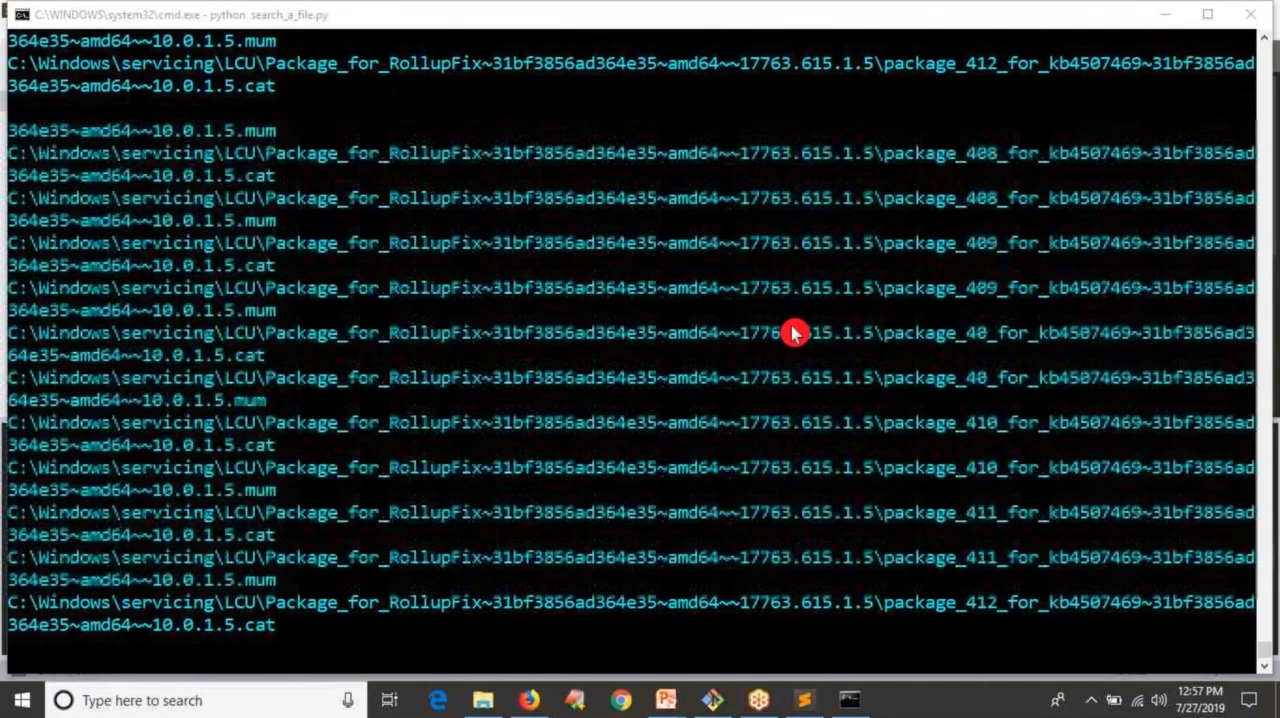 C:\WINDOWS\system32\cmd.exe - python search_a_file.py
364e35~amd64~~10.0.1.5.mum
C:\Windows\servicing\LCU\Package_for_RollupFix~31bf3856ad364e35~amd64~~17763.615.1.5\package_412_for_kb4507469~31bf3856ad
364e35~amd64~~10.0.1.5.cat
364e35~amd64~~10.0.1.5.mum
C:\Windows\servicing\LCU\Package_for_RollupFix~31bf3856ad364e35~amd64~~17763.615.1.5\package_408_for_kb4507469~31bf3856ad
364e35~amd64~~10.0.1.5.cat
C:\Windows\servicing\LCU\Package_for_RollupFix~31bf3856ad364e35~amd64~~17763.615.1.5\package_408_for_kb4507469~31bf3856ad
364e35~amd64~~10.0.1.5.mum
C:\Windows\servicing\LCU\Package_for_RollupFix~31bf3856ad364e35~amd64~~17763.615.1.5\package_409_for_kb4507469~31bf3856ad
364e35~amd64~~10.0.1.5.cat
C:\Windows\servicing\LCU\Package_for_RollupFix~31bf3856ad364e35~amd64~~17763.615.1.5\package_409_for_kb4507469~31bf3856ad
364e35~amd64~~10.0.1.5.mum
C:\Windows\servicing\LCU\Package_for_RollupFix~31bf3856ad364e35~amd64~~1776 615.1.5\package_40_for_kb4507469~31bf3856ad3
64e35~amd64~~10.0.1.5.cat
C:\Windows\servicing\LCU\Package_for_RollupFix~31bf3856ad364e35~amd64~~17763.615.1.5\package_40_for_kb4507469~31bf3856ad3
64e35~amd64~~10.0.1.5.mum
C:\Windows\servicing\LCU\Package_for_RollupFix~31bf3856ad364e35~amd64~~17763.615.1.5\package_410_for_kb4507469~31bf3856ad
364e35~amd64~~10.0.1.5.cat
C:\Windows\servicing\LCU\Package_for_RollupFix~31bf3856ad364e35~amd64~~17763.615.1.5\package_410_for_kb4507469~31bf3856ad
364e35~amd64~~10.0.1.5.mum
C:\Windows\servicing\LCU\Package_for_RollupFix~31bf3856ad364e35~amd64~~17763.615.1.5\package_411_for_kb4507469~31bf3856ad
364e35~amd64~~10.0.1.5.cat
C:\Windows\servicing\LCU\Package_for_RollupFix~31bf3856ad364e35~amd64~~17763.615.1.5\package_411_for_kb4507469~31bf3856ad
364e35~amd64~~10.0.1.5.mum
C:\Windows\servicing\LCU\Package_for_RollupFix~31bf3856ad364e35~amd64~~17763.615.1.5\package_412_for_kb4507469~31bf3856ad
364e35~amd64~~10.0.1.5.cat
Type here to search
12:57 PM
7/27/2019